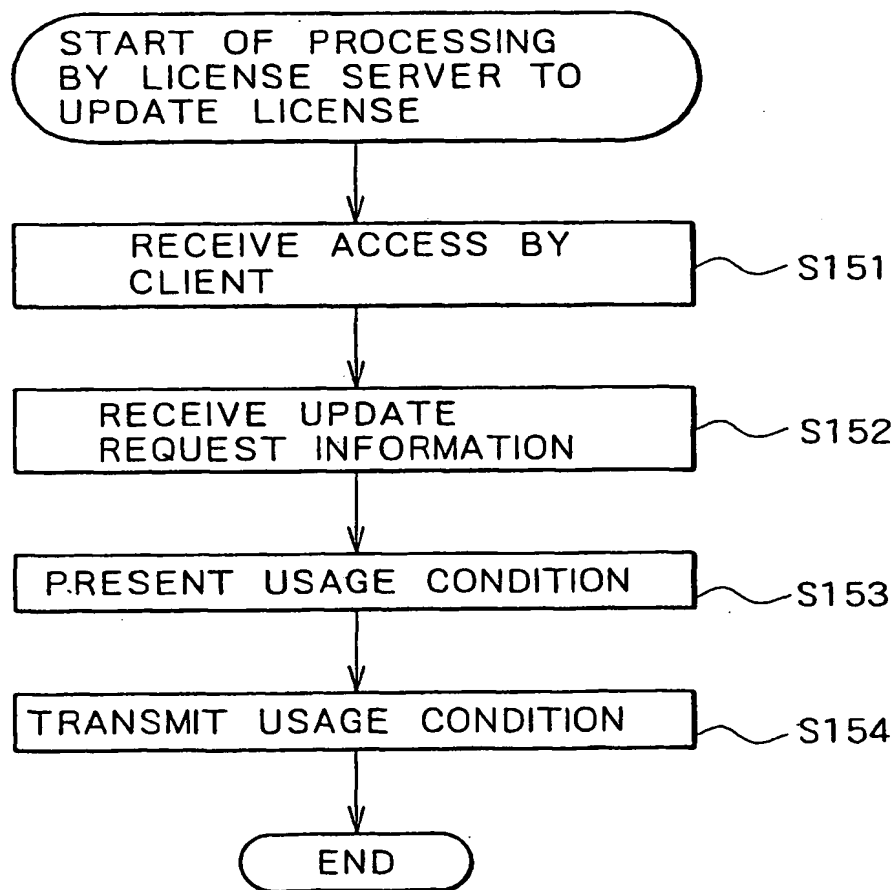 START OF PROCESSING
BY LICENSE SERVER TO
UPDATE LICENSE
RECEIVE ACCESS BY
CLIENT
S151
RECEIVE UPDATE
REQUEST INFORMATION
S152
PRESENT USAGE CONDITION
S153
TRANSMIT USAGE CONDITION
S154
END